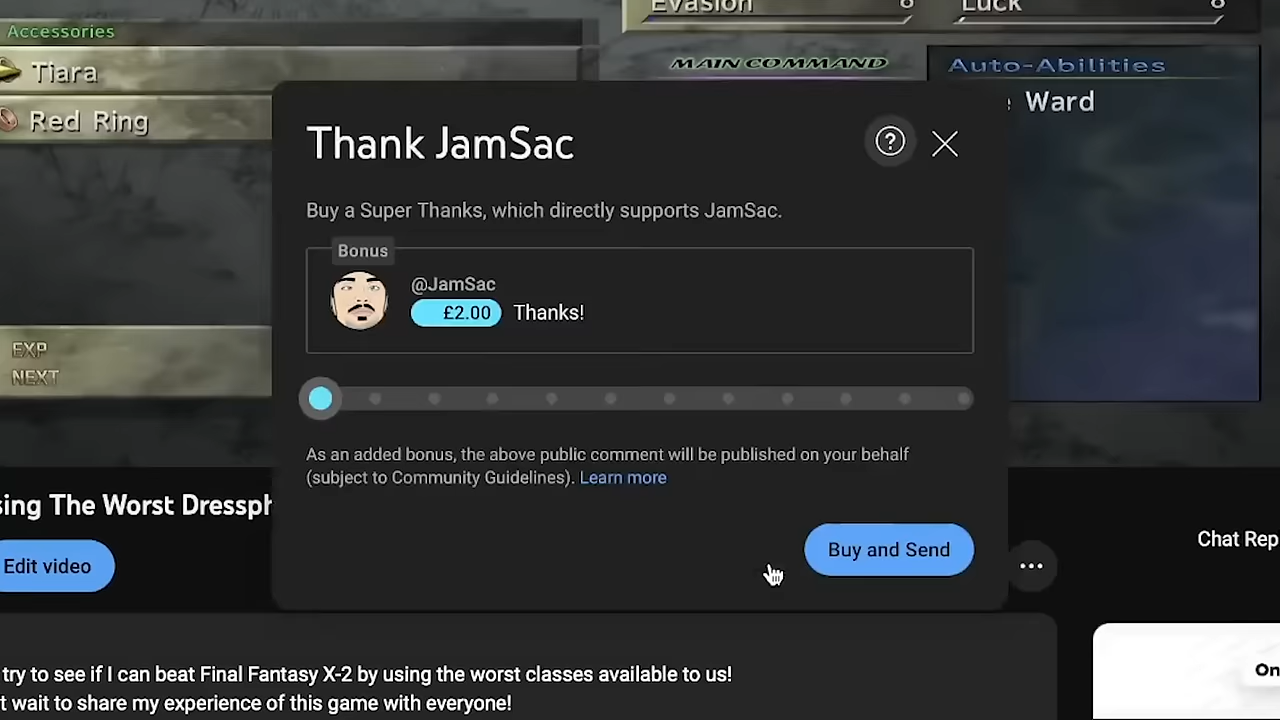 Evasion
Luck
Accessories
Tiara
Red Ring
MAIN COMMAND
Auto-Abilities
Ward
EXP
NEXT
Thank JamSac
Buy a Super Thanks, which directly supports JamSac.
Bonus
@JamSac
£2.00 Thanks!
As an added bonus, the above public comment will be published on your behalf
(subject to Community Guidelines). Learn more
Buy and Send
sing The Worst Dressph
Edit video
Chat Rep
try to see if I can beat Final Fantasy X-2 by using the worst classes available to us!
t wait to share my experience of this game with everyone!
On